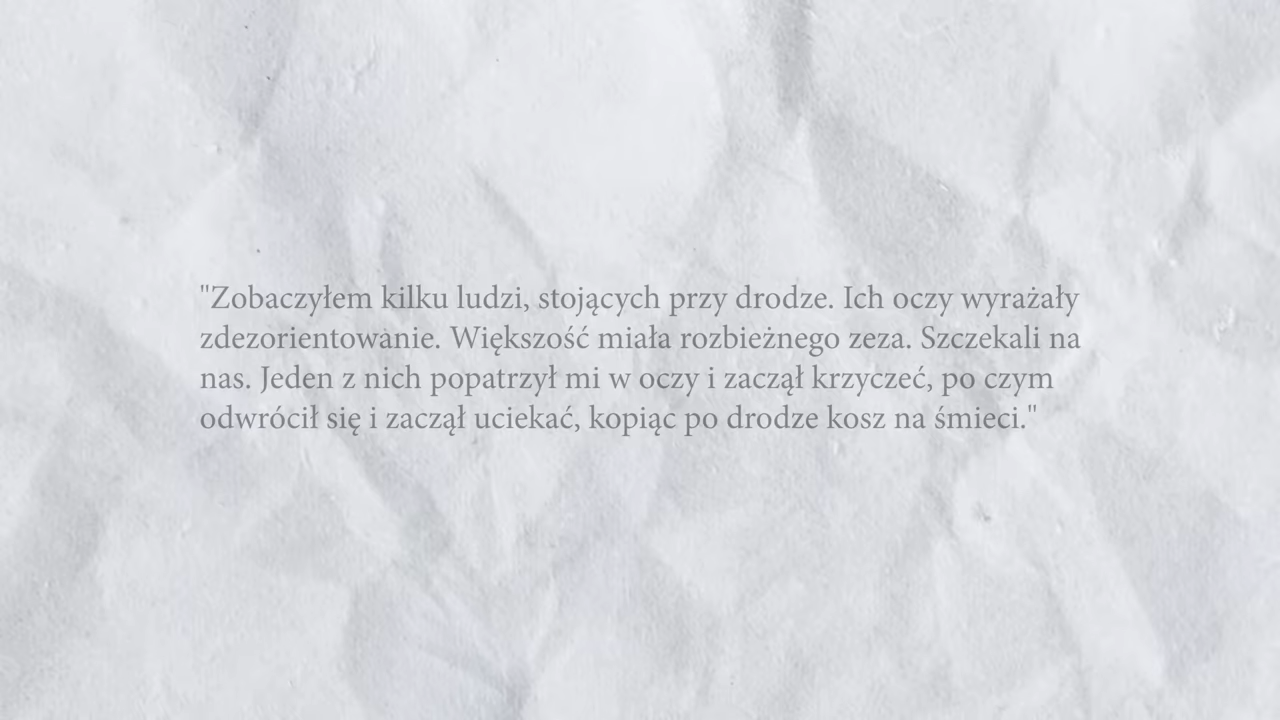 "Zobaczyłem kilku ludzi, stojących przy drodze. Ich oczy wyrażały
zdezorientowanie. Większość miała rozbieżnego zeza. Szczekali na
nas. Jeden z nich popatrzył mi w oczy i zaczął krzyczeć, po czym
odwrócił się i zaczął uciekać, kopiąc po drodze kosz na śmieci."